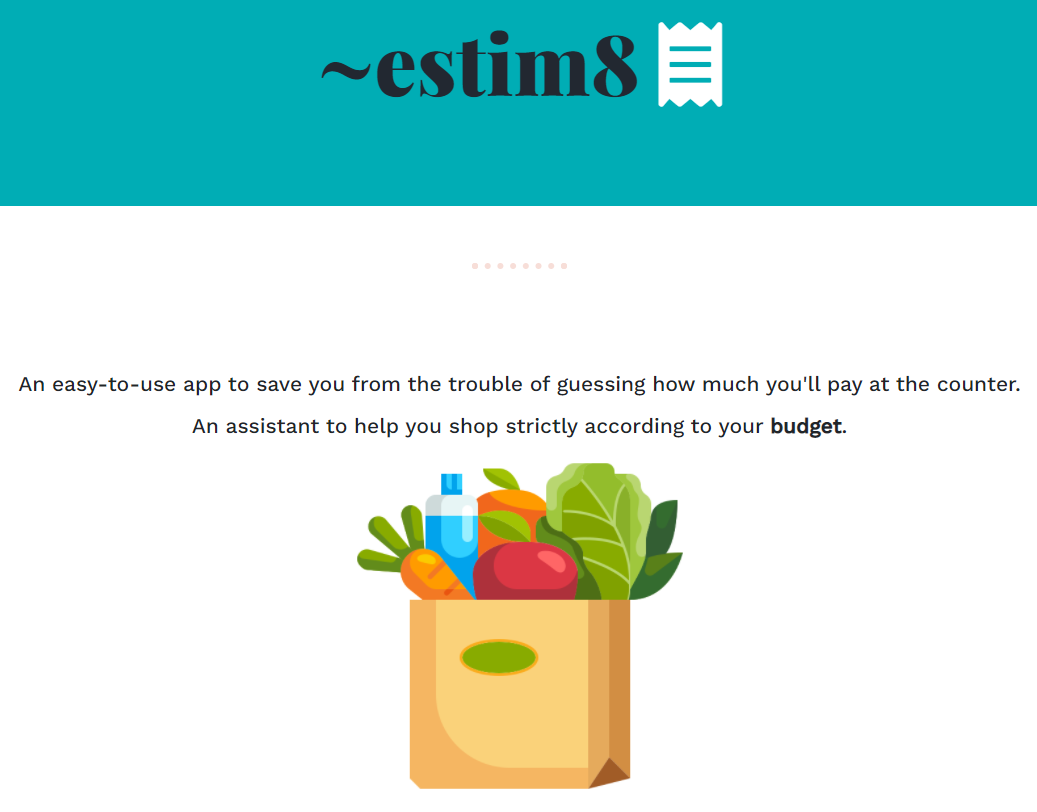 ~estim8
An easy-to-use app to save you from the trouble of guessing how much you'll pay at the counter.
An assistant to help you shop strictly according to your budget.